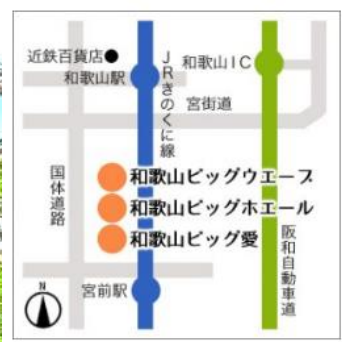 近鉄百貨店
和歌山駅
JRきのくに線
和歌山IC
宮街道
国体道路
和歌山ビッグウエーブ
和歌山ビッグホエール
和歌山ビッグ愛
阪和自動車道
宮前駅
N